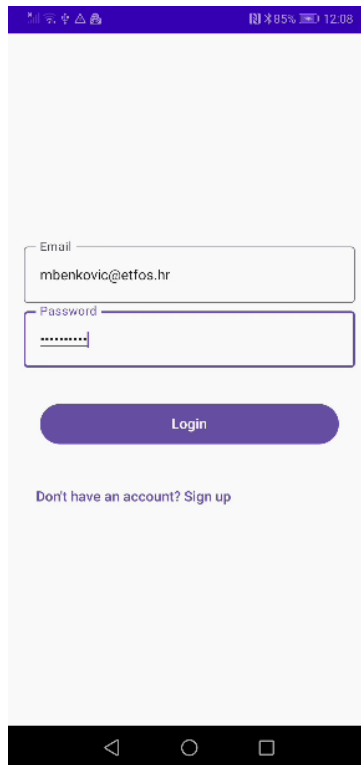 85% 12:08
Email
mbenkovic@etfos.hr
Password
••••••••••
Login
Don't have an account? Sign up